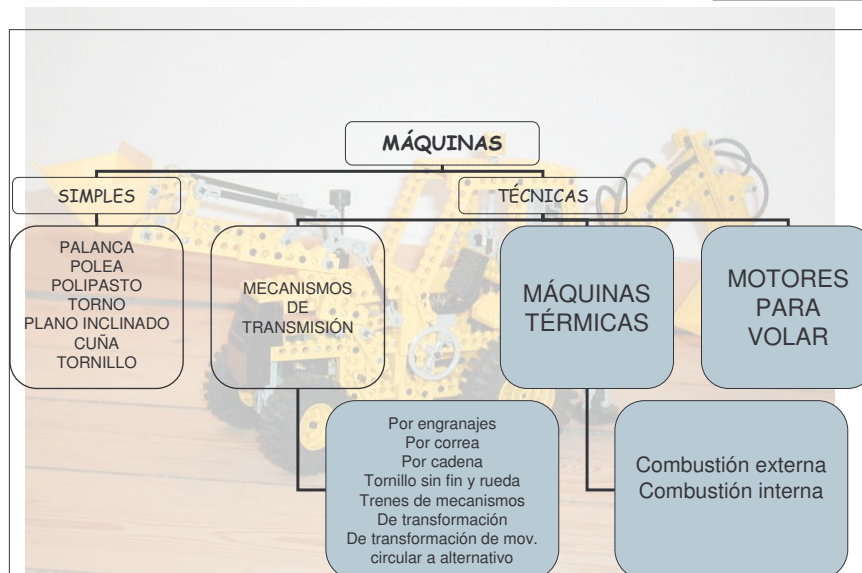 MÁQUINAS
SIMPLES
TÉCNICAS
PALANCA
POLEA
POLIPASTO
TORNO
PLANO INCLINADO
CUÑA
TORNILLO
MECANISMOS
DE
TRANSMISIÓN
MÁQUINAS
TÉRMICAS
MOTORES
PARA
VOLAR
Por engranajes
Por correa
Por cadena
Tornillo sin fin y rueda
Trenes de mecanismos
De transformación
De transformación de mov.
circular a alternativo
Combustión externa
Combustión interna